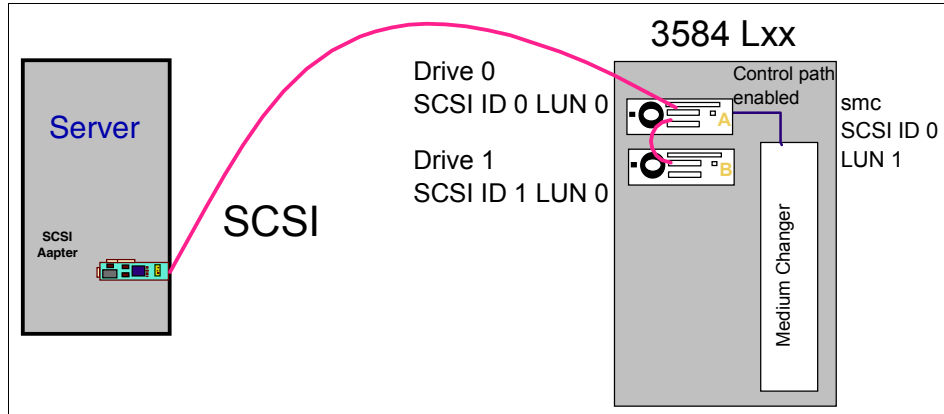 3584 Lxx
Server
SCSI
Aapter
SCSI
Drive 0
SCSI ID 0 LUN 0
Drive 1
SCSI ID 1 LUN 0
Control path
enabled
A
B
smc
SCSI ID 0
LUN 1
Medium Changer